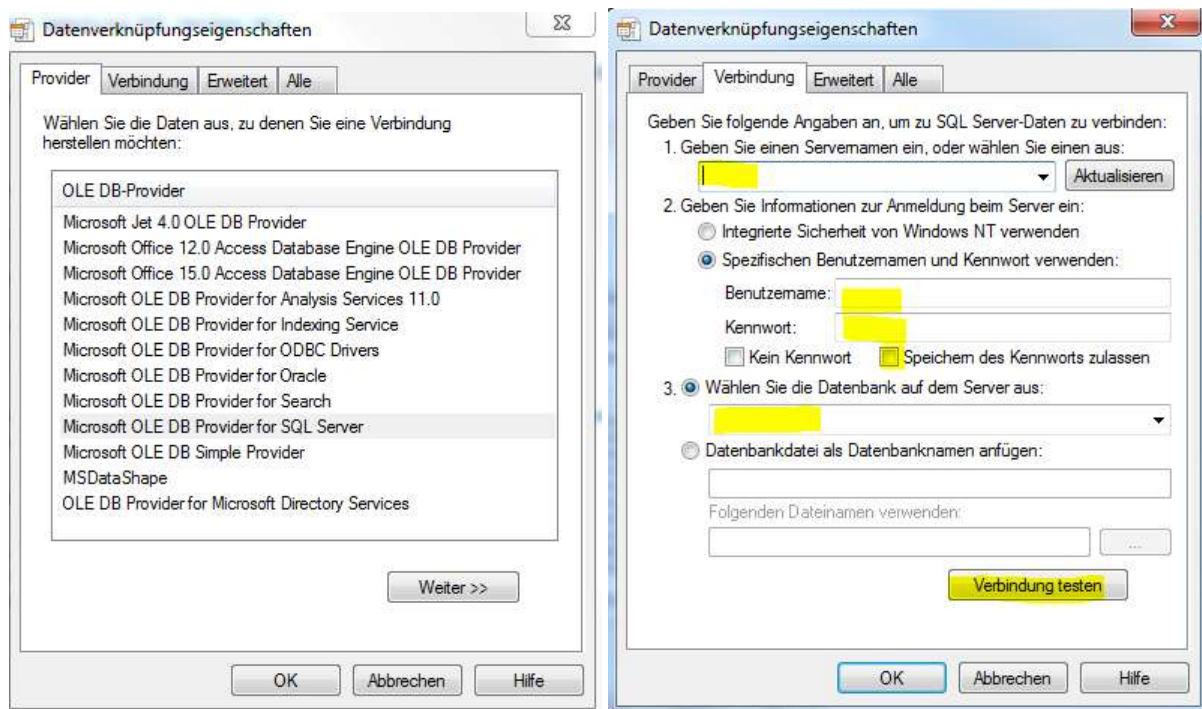 Datenverknüpfungseigenschaften
Provider Verbindung Erweitert Alle
Wählen Sie die Daten aus, zu denen Sie eine Verbindung
herstellen möchten:
OLE DB-Provider
Microsoft Jet 4.0 OLE DB Provider
Microsoft Office 12.0 Access Database Engine OLE DB Provider
Microsoft Office 15.0 Access Database Engine OLE DB Provider
Microsoft OLE DB Provider for Analysis Services 11.0
Microsoft OLE DB Provider for Indexing Service
Microsoft OLE DB Provider for ODBC Drivers
Microsoft OLE DB Provider for Oracle
Microsoft OLE DB Provider for Search
Microsoft OLE DB Provider for SQL Server
Microsoft OLE DB Simple Provider
MSDataShape
OLE DB Provider for Microsoft Directory Services
Weiter >>
OK Abbrechen Hilfe
Datenverknüpfungseigenschaften
Provider Verbindung Erweitert Alle
Geben Sie folgende Angaben an, um zu SQL Server-Daten zu verbinden:
1. Geben Sie einen Servernamen ein, oder wählen Sie einen aus:
Aktualisieren
2. Geben Sie Informationen zur Anmeldung beim Server ein:
Integrierte Sicherheit von Windows NT verwenden
Spezifischen Benutzernamen und Kennwort verwenden:
Benutzername:
Kennwort:
Kein Kennwort Speichern des Kennworts zulassen
3. Wählen Sie die Datenbank auf dem Server aus:
Datenbankdatei als Datenbanknamen anfügen:
Folgenden Dateinamen verwenden:
...
Verbindung testen
OK Abbrechen Hilfe